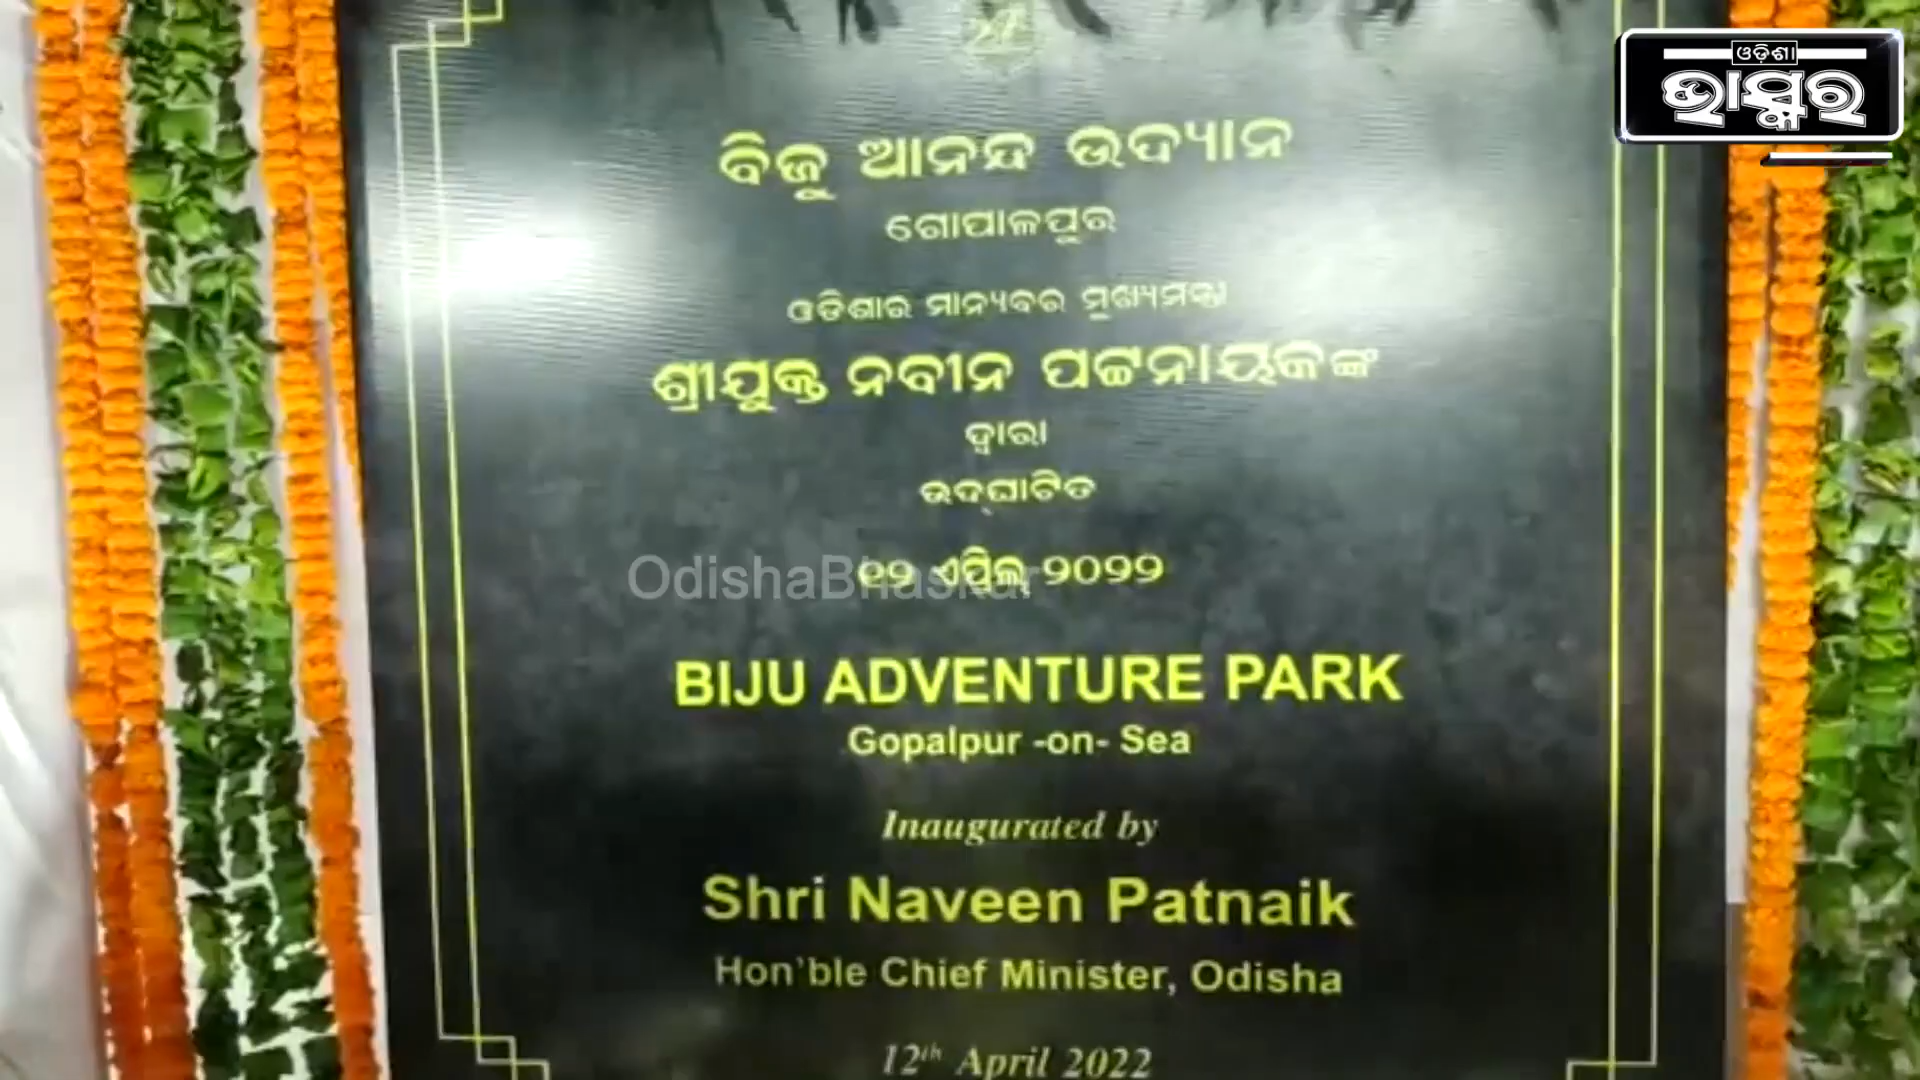 ଓଡ଼ିଶା
ଭାସ୍କର
ବିଜୁ ଆନନ୍ଦ ଉଦ୍ୟାନ
ଗୋପାଳପୁର
ଓଡିଶାର ମାନ୍ୟବର ମୁଖ୍ୟମନ୍ତ୍ରୀ
ଶ୍ରୀଯୁକ୍ତ ନବୀନ ପଟ୍ଟନାୟକଙ୍କ
ଦ୍ୱାରା
ଉଦ୍‌ଘାଟିତ
୧୨ ଏପ୍ରିଲ୍ ୨୦୨୨
OdishaBhaskar
BIJU ADVENTURE PARK
Gopalpur -on- Sea
Inaugurated by
Shri Naveen Patnaik
Hon'ble Chief Minister, Odisha
12th April 2022